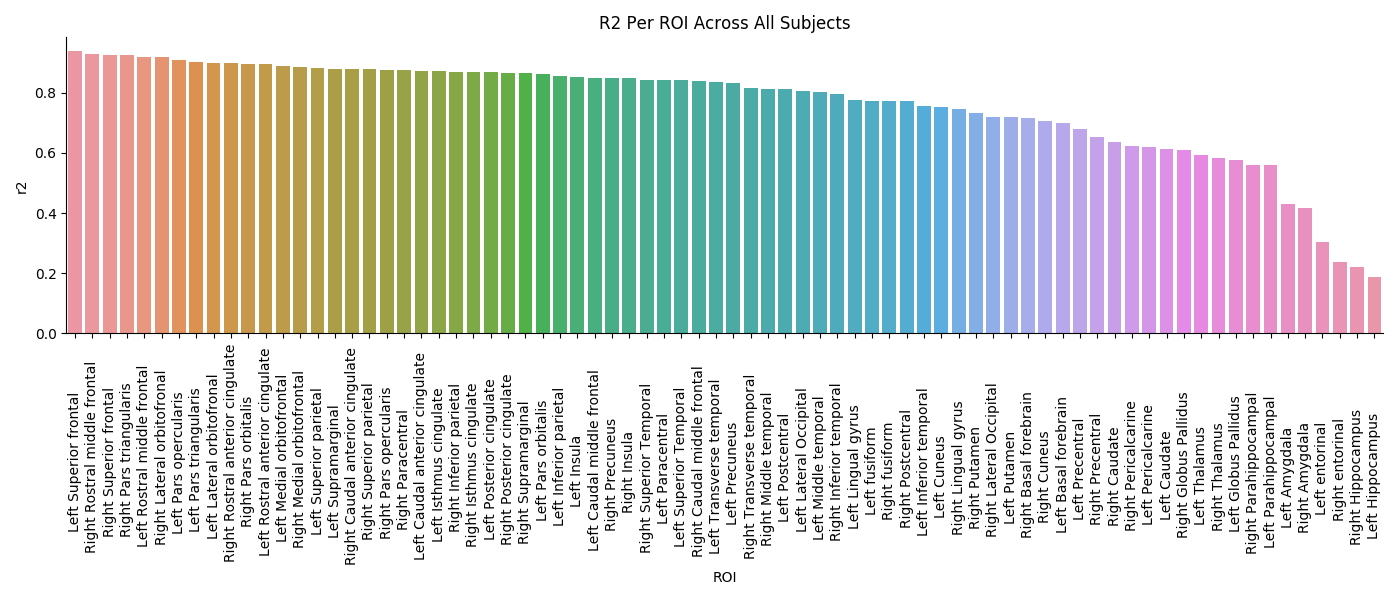 R2 Per ROI Across All Subjects
r2
0.8
0.6
0.4
0.2
0.0
Left Superior frontal
Right Rostral middle frontal
Right Superior frontal
Right Pars triangularis
Left Rostral middle frontal
Right Lateral orbitofronal
Left Pars opercularis
Left Pars triangularis
Left Lateral orbitofronal
Right Rostral anterior cingulate
Right Pars orbitalis
Left Rostral anterior cingulate
Left Medial orbitofrontal
Right Medial orbitofrontal
Left Superior parietal
Left Supramarginal
Right Caudal anterior cingulate
Right Superior parietal
Right Pars opercularis
Right Paracentral
Left Caudal anterior cingulate
Left Isthmus cingulate
Right Inferior parietal
Right Isthmus cingulate
Left Posterior cingulate
Right Posterior cingulate
Right Supramarginal
Left Pars orbitalis
Left Inferior parietal
Left Insula
Left Caudal middle frontal
Right Precuneus
Right Insula
Right Superior Temporal
Left Paracentral
Left Superior Temporal
Right Caudal middle frontal
Left Transverse temporal
Left Precuneus
Right Transverse temporal
Right Middle temporal
Left Postcentral
Left Lateral Occipital
Left Middle temporal
Right Inferior temporal
Left Lingual gyrus
Left fusiform
Right fusiform
Right Postcentral
Left Inferior temporal
Left Cuneus
Right Lingual gyrus
Right Putamen
Right Lateral Occipital
Left Putamen
Right Basal forebrain
Right Cuneus
Left Basal forebrain
Left Precentral
Right Precentral
Right Caudate
Right Pericalcarine
Left Pericalcarine
Left Caudate
Right Globus Pallidus
Left Thalamus
Right Thalamus
Left Globus Pallidus
Right Parahippocampal
Left Parahippocampal
Left Amygdala
Right Amygdala
Left entorinal
Right entorinal
Right Hippocampus
Left Hippocampus
ROI